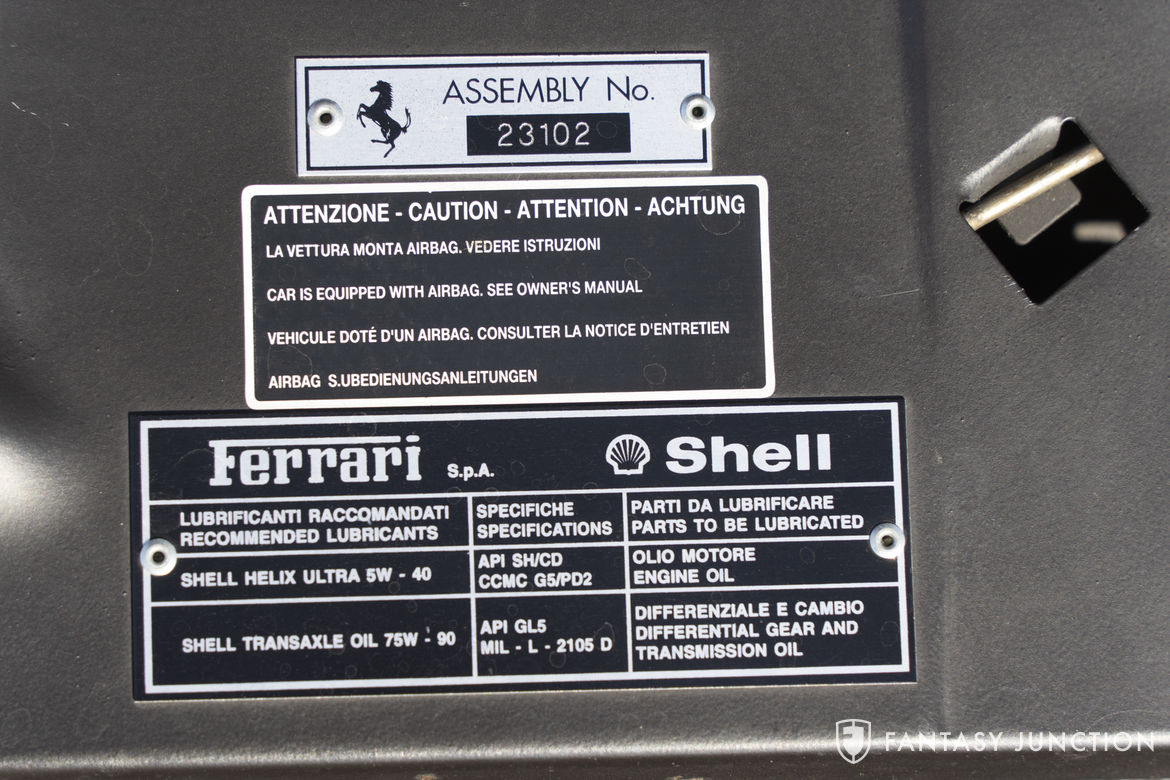 ASSEMBLY No.
23102
ATTENZIONE - CAUTION - ATTENTION - ACHTUNG
LA VETTURA MONTA AIRBAG. VEDERE ISTRUZIONI
CAR IS EQUIPPED WITH AIRBAG. SEE OWNER'S MANUAL
VEHICULE DOTÉ D'UN AIRBAG. CONSULTER LA NOTICE D'ENTRETIEN
AIRBAG S.UBEDIENUNGSANLEITUNGEN
Ferrari S.p.A. Shell
LUBRIFICANTI RACCOMANDATI
RECOMMENDED LUBRICANTS
SPECIFICHE
SPECIFICATIONS
PARTI DA LUBRIFICARE
PARTS TO BE LUBRICATED
SHELL HELIX ULTRA 5W - 40
API SH/CD
CCMC G5/PD2
OLIO MOTORE
ENGINE OIL
SHELL TRANSAXLE OIL 75W - 90
API GL5
MIL - L - 2105 D
DIFFERENZIALE E CAMBIO
DIFFERENTIAL GEAR AND
TRANSMISSION OIL
FANTASY JUNCTION